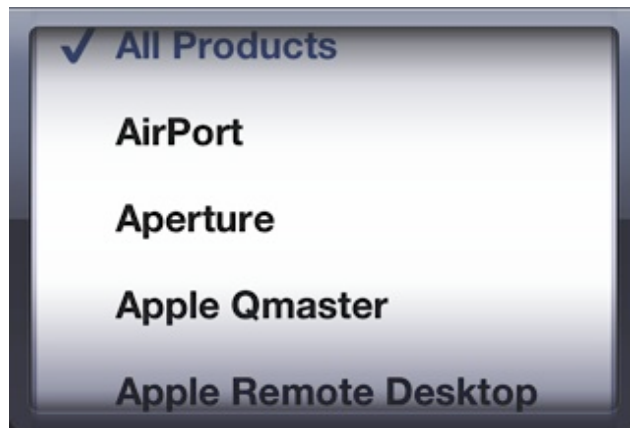 All Products
AirPort
Aperture
Apple Qmaster
Apple Remote Desktop